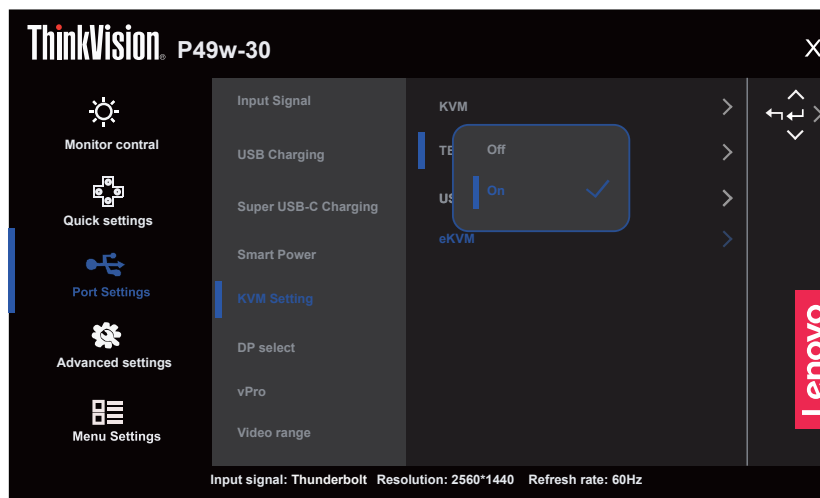 ThinkVision® P49w-30
X
Monitor contral
Quick settings
Port Settings
Advanced settings
Menu Settings
Input Signal
USB Charging
Super USB-C Charging
Smart Power
KVM Setting
DP select
vPro
Video range
KVM
eKVM
Off
On
Lenovo
Input signal: Thunderbolt Resolution: 2560*1440 Refresh rate: 60Hz